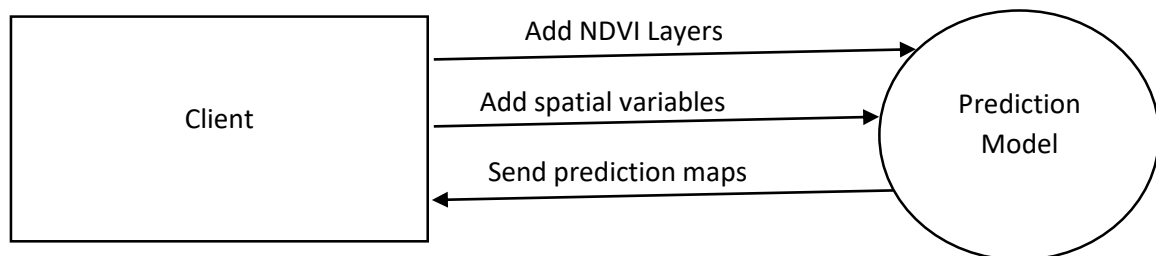 Add NDVI Layers
Client
Add spatial variables
Prediction
Model
Send prediction maps